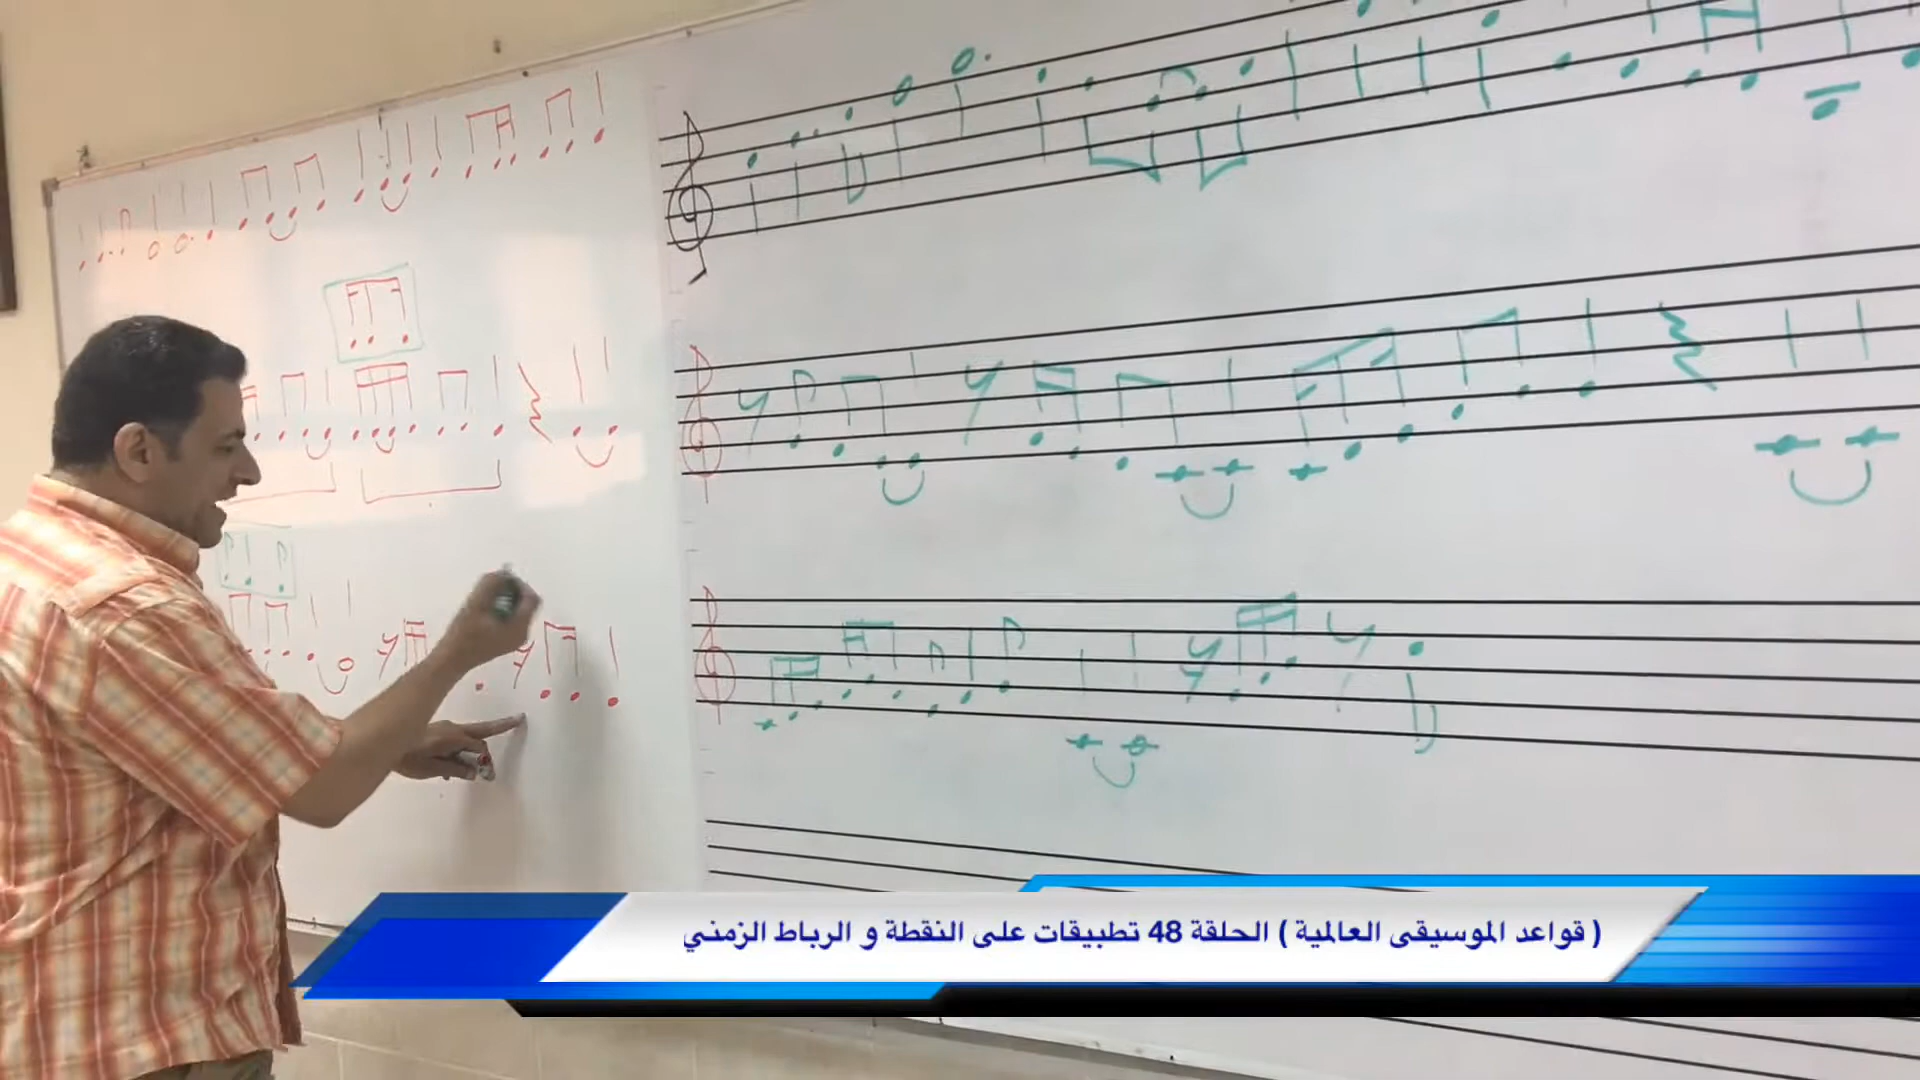 ( قواعد الموسيقى العالمية ) الحلقة 48 تطبيقات على النقطة و الرباط الزمني